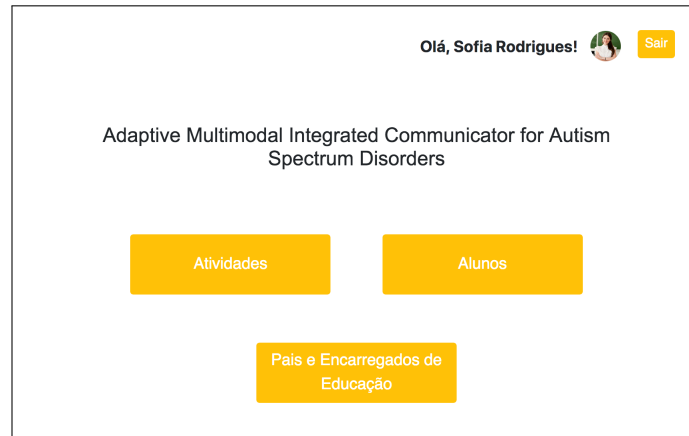 Olá, Sofia Rodrigues!
Sair
Adaptive Multimodal Integrated Communicator for Autism
Spectrum Disorders
Atividades
Alunos
Pais e Encarregados de
Educação